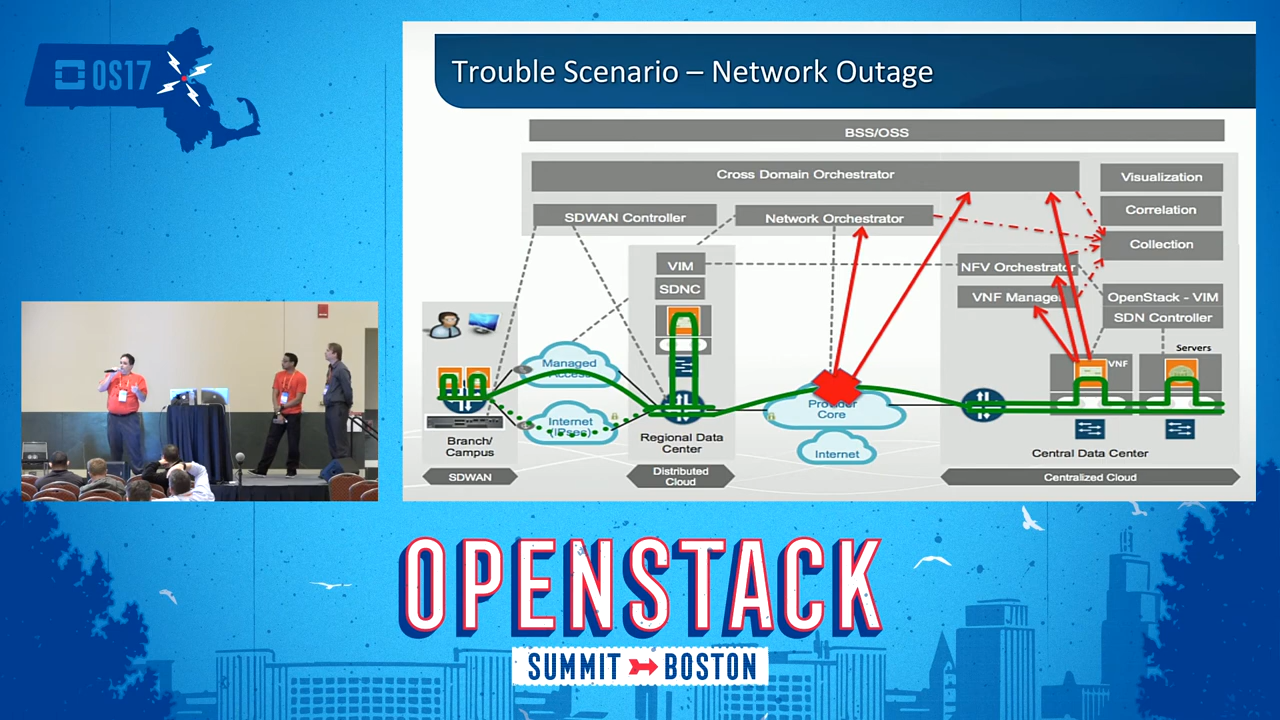 OS17
Trouble Scenario – Network Outage
BSS/OSS
Cross Domain Orchestrator
Visualization
SDWAN Controller
Network Orchestrator
Correlation
Collection
VIM
NFV Orchestrator
SDNC
VNF Manager
OpenStack - VIM
SDN Controller
Servers
VNF
Managed
Access
Provider
Core
Internet
(IPsec)
Branch/
Campus
Regional Data
Center
Internet
Central Data Center
SDWAN
Distributed
Cloud
Centralized Cloud
OPENSTACK
SUMMIT BOSTON